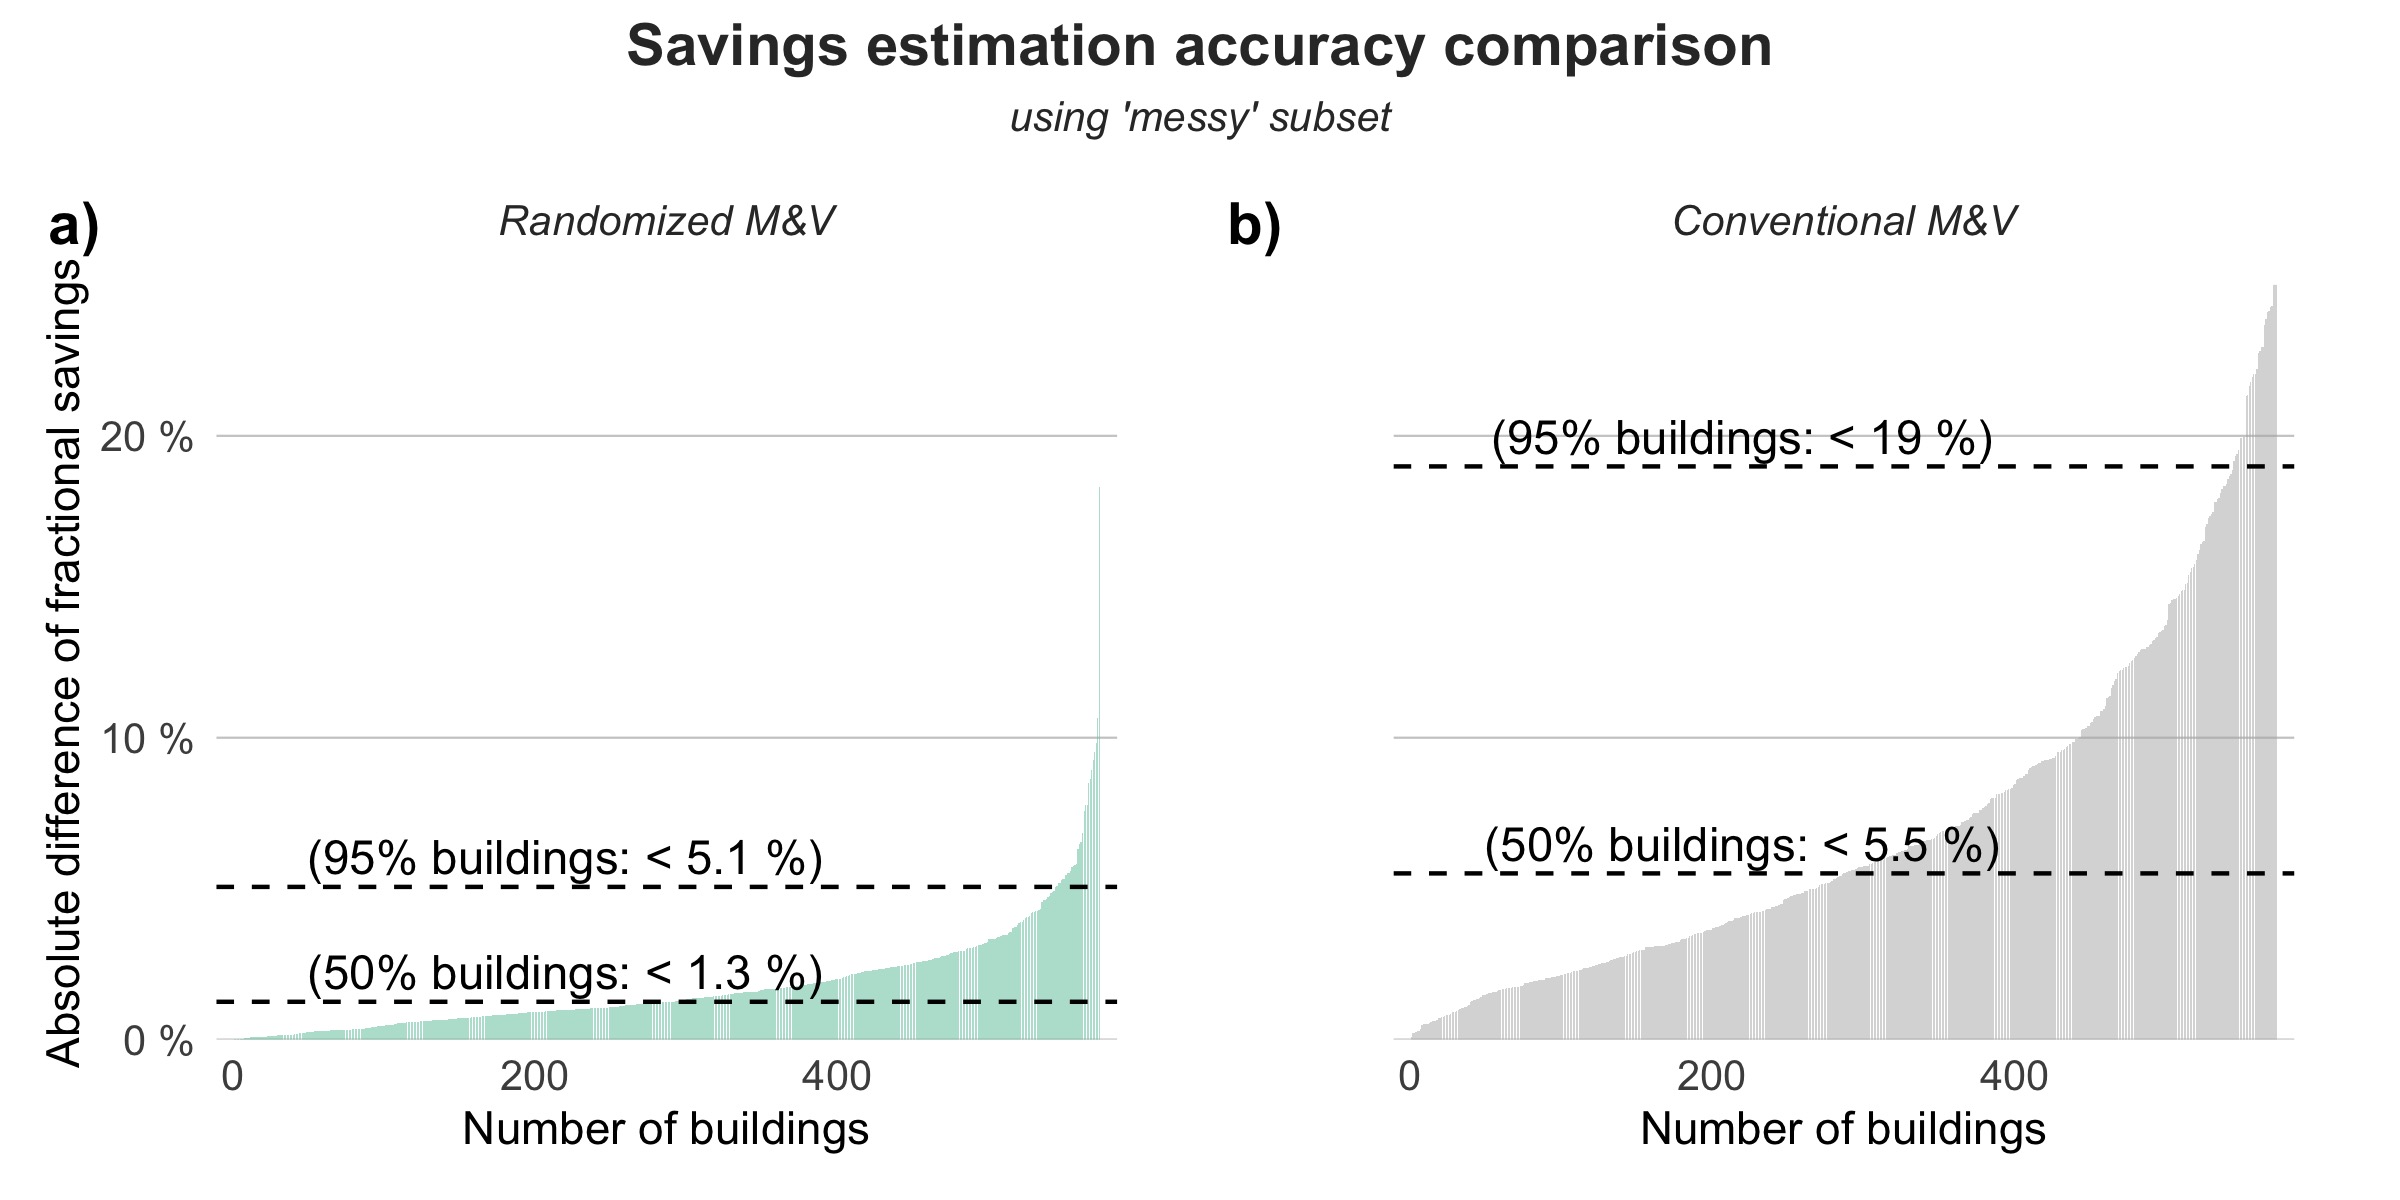 Savings estimation accuracy comparison
using 'messy' subset
a)
Randomized M&V
Absolute difference of fractional savings
20 %
10 %
0 %
(95% buildings: < 5.1 %)
(50% buildings: < 1.3 %)
0 200 400
Number of buildings
b)
Conventional M&V
(95% buildings: < 19 %)
(50% buildings: < 5.5 %)
0 200 400
Number of buildings